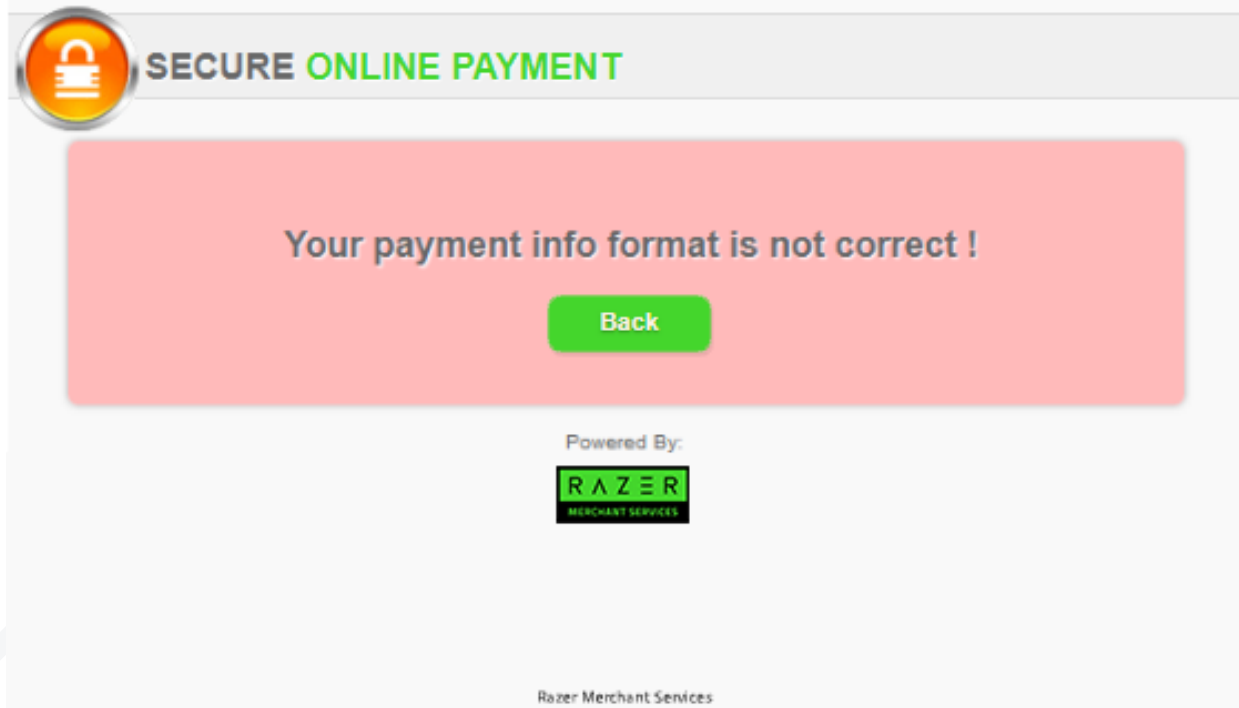 SECURE ONLINE PAYMENT
Your payment info format is not correct !
Back
Powered By:
RAZER
MERCHANT SERVICES
Razer Merchant Services